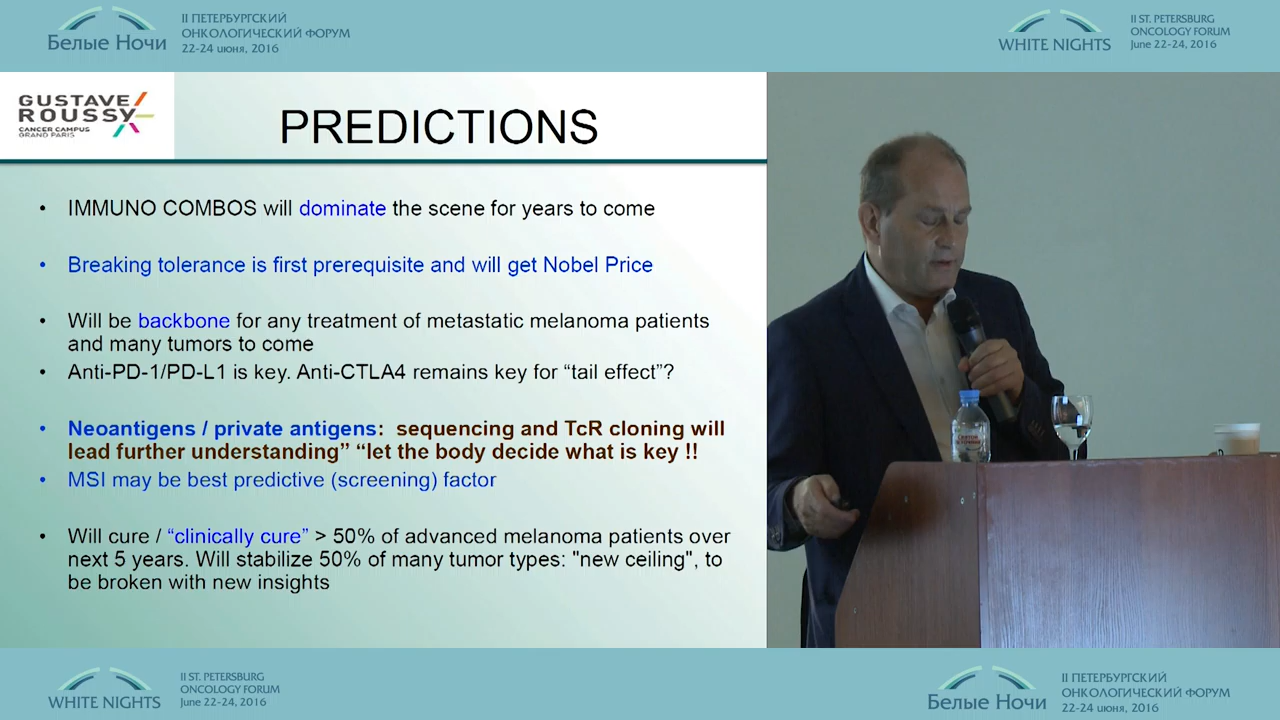 Белые Ночи
II ПЕТЕРБУРГСКИЙ
ОНКОЛОГИЧЕСКИЙ ФОРУМ
22-24 июня, 2016
WHITE NIGHTS
II ST. PETERSBURG
ONCOLOGY FORUM
June 22-24, 2016
GUSTAVE
ROUSSY
CANCER CAMPUS
GRAND PARIS
PREDICTIONS
• IMMUNO COMBOS will dominate the scene for years to come
• Breaking tolerance is first prerequisite and will get Nobel Price
• Will be backbone for any treatment of metastatic melanoma patients
and many tumors to come
• Anti-PD-1/PD-L1 is key. Anti-CTLA4 remains key for “tail effect”?
• Neoantigens / private antigens: sequencing and TcR cloning will
lead further understanding” “let the body decide what is key !!
• MSI may be best predictive (screening) factor
• Will cure / “clinically cure” > 50% of advanced melanoma patients over
next 5 years. Will stabilize 50% of many tumor types: "new ceiling", to
be broken with new insights
WHITE NIGHTS
II ST. PETERSBURG
ONCOLOGY FORUM
June 22-24, 2016
Белые Ночи
II ПЕТЕРБУРГСКИЙ
ОНКОЛОГИЧЕСКИЙ ФОРУМ
22-24 июня, 2016